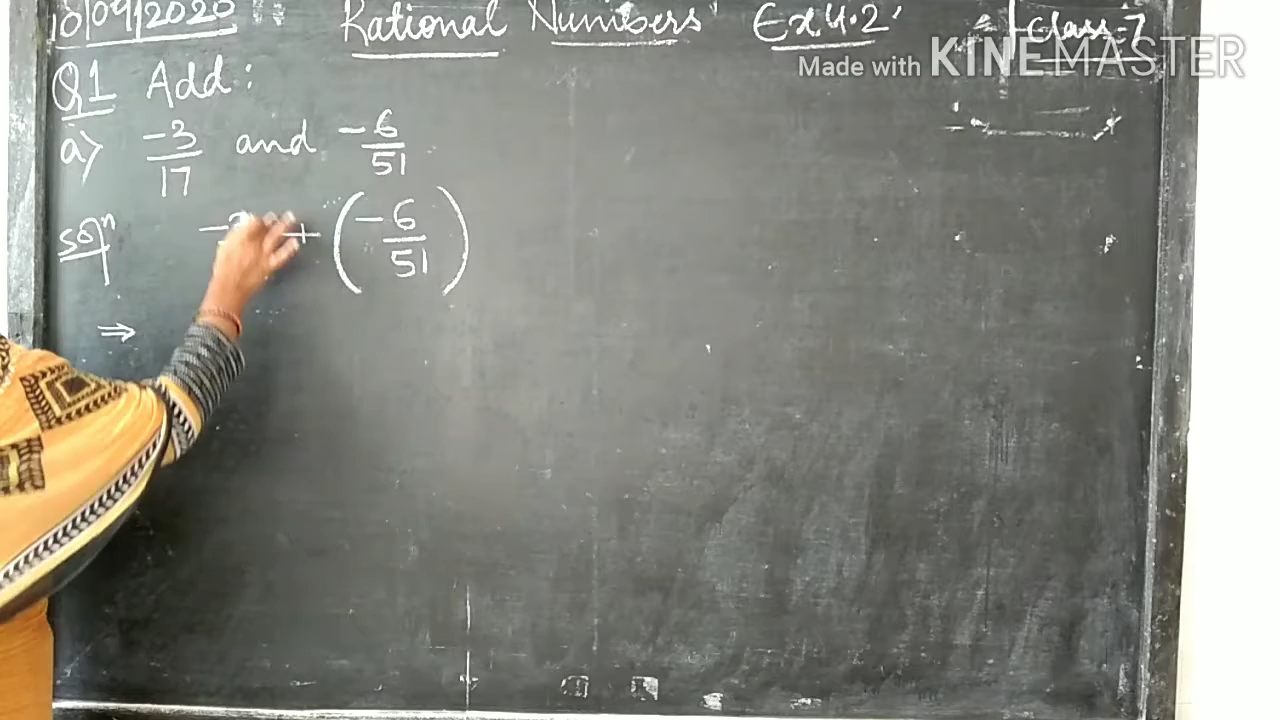 10/09/2020 Rational Numbers Ex 4.2 Class-7
Made with KINEMASTER
Q1 Add:
a) -3/17 and -6/51
solⁿ + (-6/51)
⇒